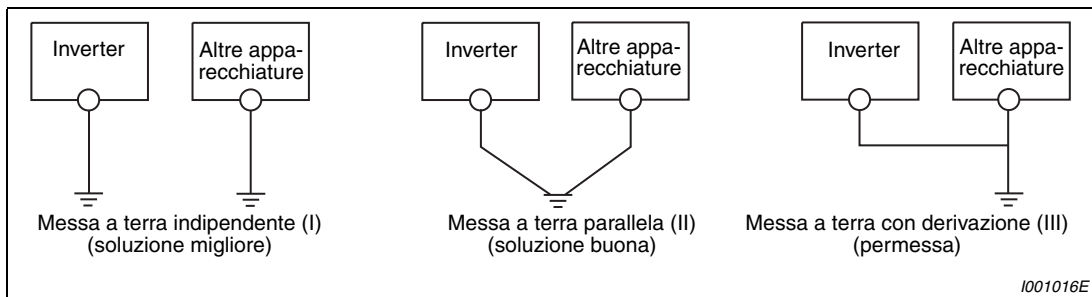 Inverter
Altre appa-
recchiature
Inverter
Altre appa-
recchiature
Inverter
Altre appa-
recchiature
Messa a terra indipendente (I)
(soluzione migliore)
Messa a terra parallela (II)
(soluzione buona)
Messa a terra con derivazione (III)
(permessa)
I001016E